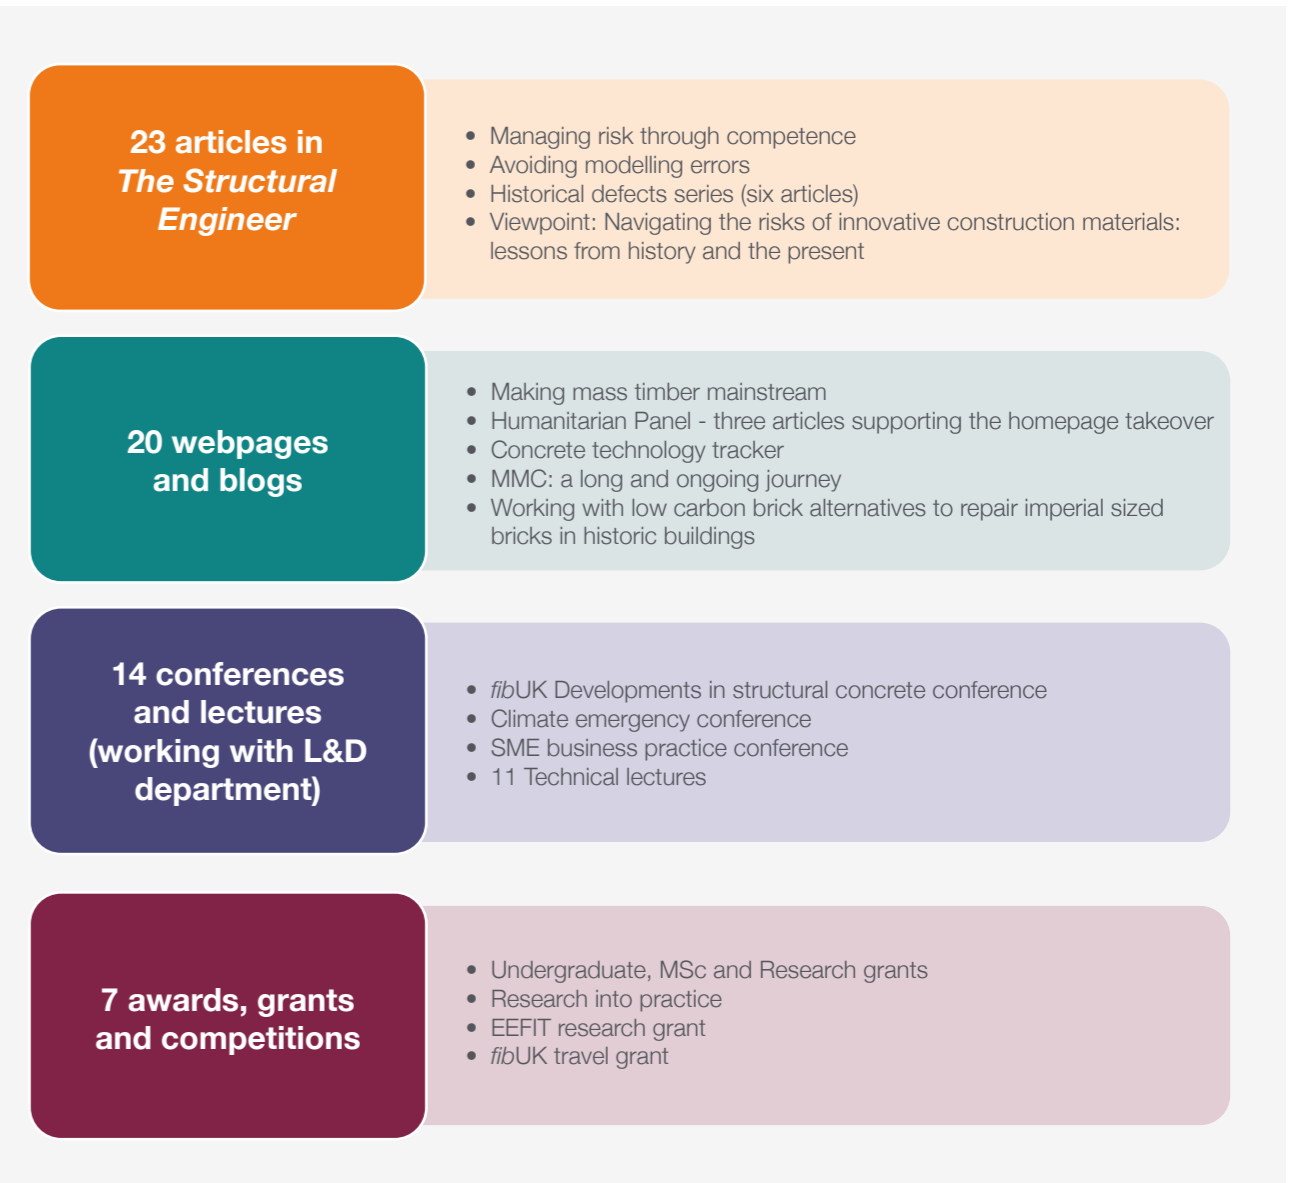 23 articles in
The Structural
Engineer
• Managing risk through competence
• Avoiding modelling errors
• Historical defects series (six articles)
• Viewpoint: Navigating the risks of innovative construction materials:
lessons from history and the present
20 webpages
and blogs
• Making mass timber mainstream
• Humanitarian Panel - three articles supporting the homepage takeover
• Concrete technology tracker
• MMC: a long and ongoing journey
• Working with low carbon brick alternatives to repair imperial sized
bricks in historic buildings
14 conferences
and lectures
(working with L&D
department)
• fibUK Developments in structural concrete conference
• Climate emergency conference
• SME business practice conference
• 11 Technical lectures
7 awards, grants
and competitions
• Undergraduate, MSc and Research grants
• Research into practice
• EEFIT research grant
• fibUK travel grant